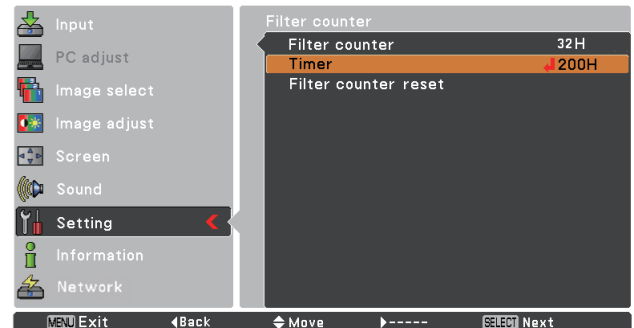 Input
PC adjust
Image select
Image adjust
Screen
Sound
Setting
Information
Network
Filter counter
Filter counter 32H
Timer 200H
Filter counter reset
MENU Exit ◀Back Move ▶----- SELECT Next